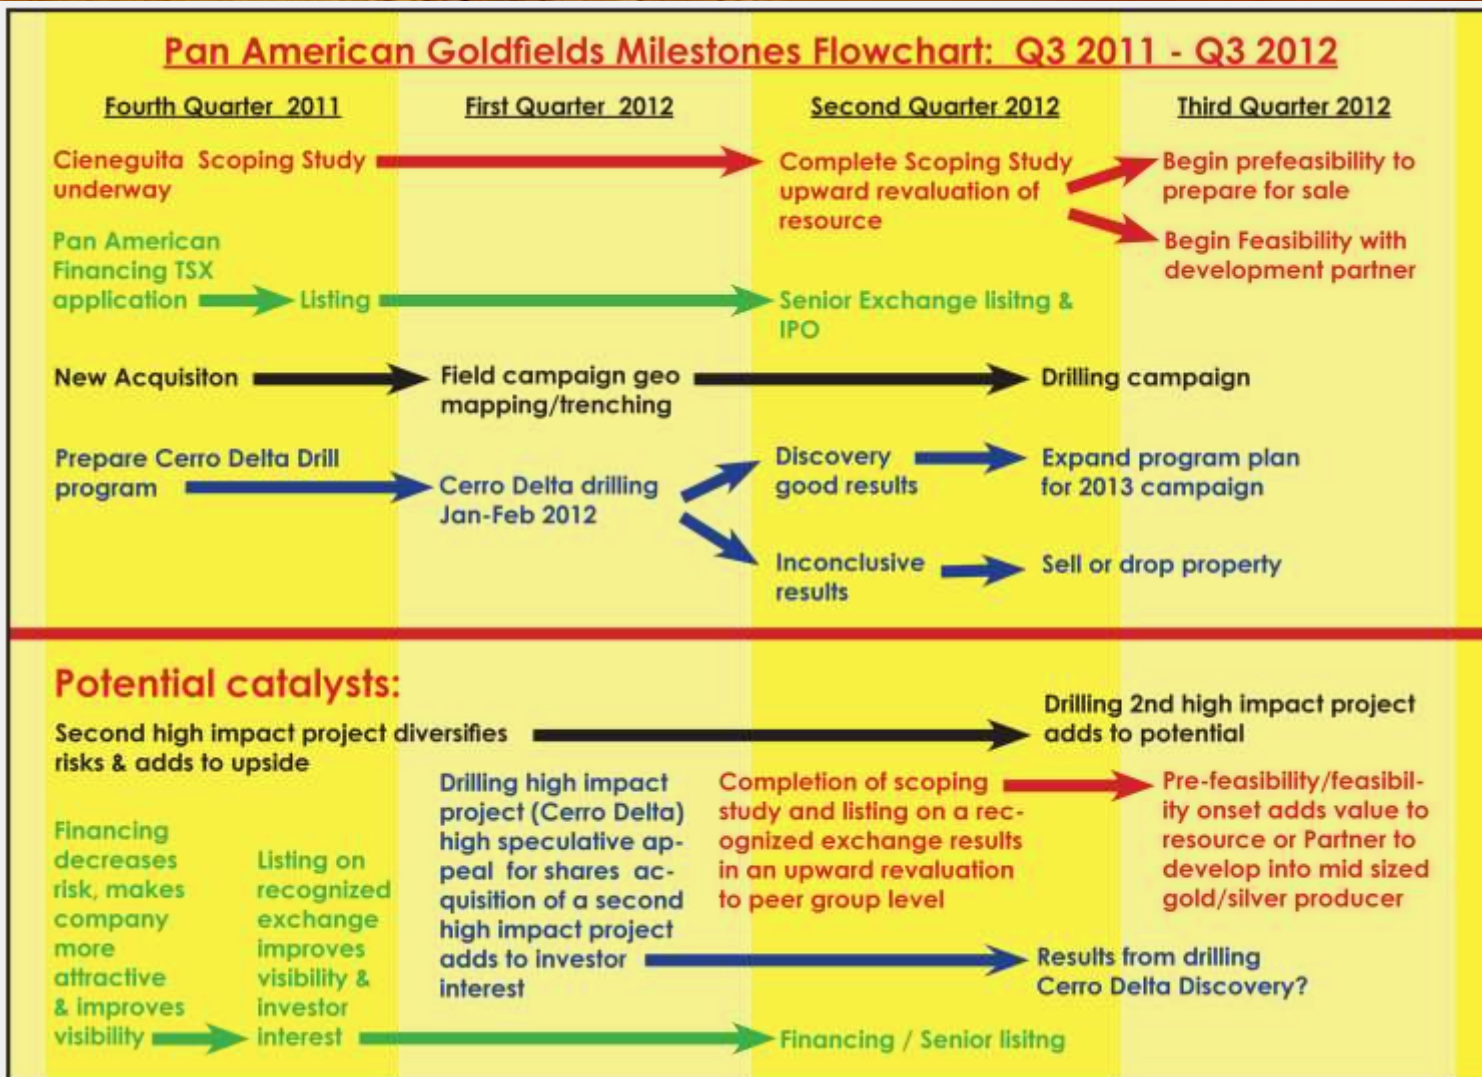 Pan American Goldfields Milestones Flowchart:  Q3 2011 - Q3 2012
Fourth Quarter  2011
First Quarter  2012
Second Quarter 2012
Third Quarter 2012
Cieneguita  Scoping Study
underway
Complete Scoping Study
upward revaluation of
resource
Begin prefeasibility to
prepare for sale
Begin Feasibility with
development partner
Pan American
Financing TSX
application
Listing
Senior Exchange lisitng &
IPO
New Acquisiton
Field campaign geo
mapping/trenching
Drilling campaign
Prepare Cerro Delta Drill
program
Cerro Delta drilling
Jan-Feb 2012
Discovery
good results
Expand program plan
for 2013 campaign
Inconclusive
results
Sell or drop property
Potential catalysts:
Second high impact project diversifies
risks & adds to upside
Drilling 2nd high impact project
adds to potential
Financing
decreases
risk, makes
company
more
attractive
& improves
visibility
Listing on
recognized
exchange
improves
visibility &
investor
interest
Drilling high impact
project (Cerro Delta)
high speculative ap-
peal  for shares  ac-
quisition of a second
high impact project
adds to investor
interest
Completion of scoping
study and listing on a rec-
ognized exchange results
in an upward revaluation
to peer group level
Pre-feasibility/feasibil-
ity onset adds value to
resource or Partner to
develop into mid sized
gold/silver producer
Results from drilling
Cerro Delta Discovery?
Financing / Senior lisitng